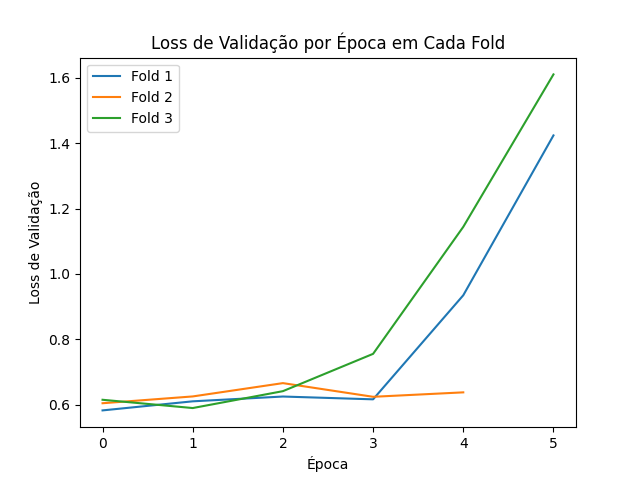 Loss de Validação por Época em Cada Fold
Fold 1
Fold 2
Fold 3
Loss de Validação
1.6
1.4
1.2
1.0
0.8
0.6
0 1 2 3 4 5
Época